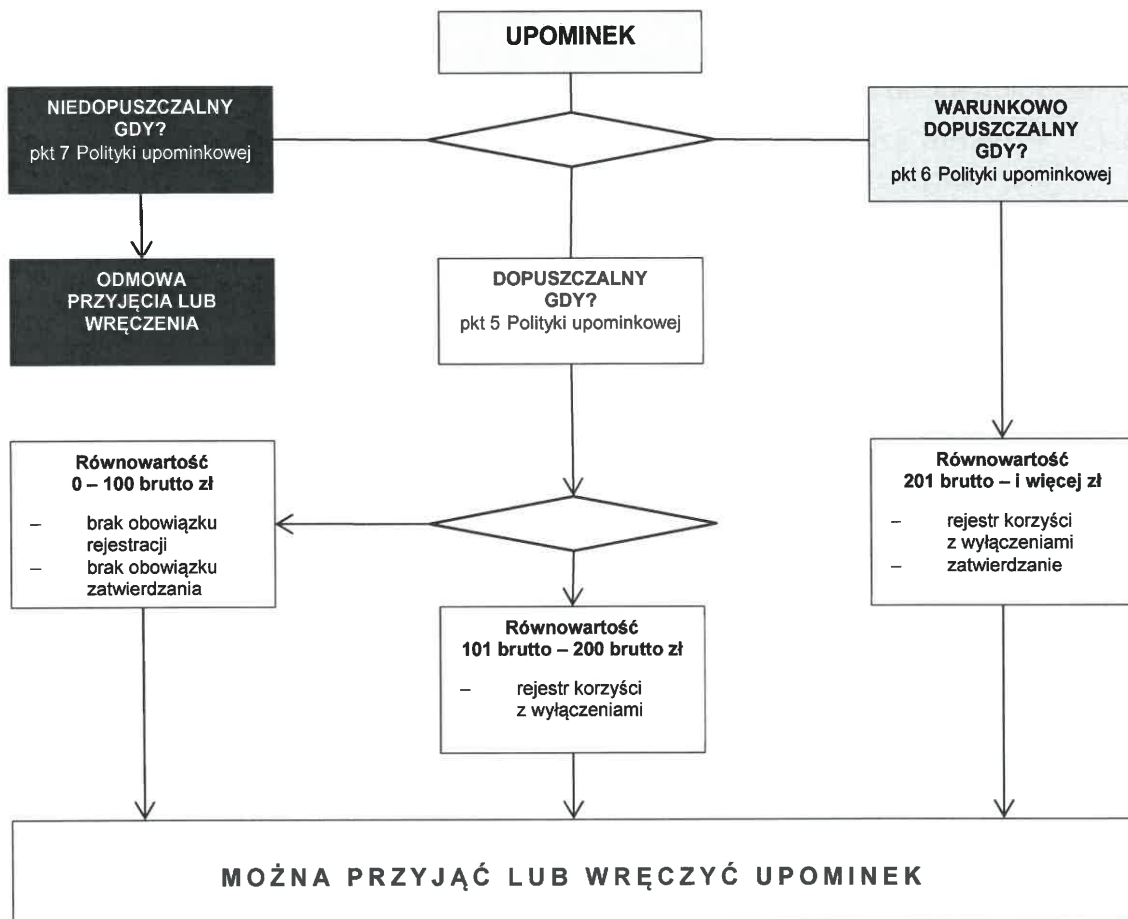 UPOMINEK
NIEDOPUSZCZALNY
GDY?
pkt 7 Polityki upominkowej
WARUNKOWO
DOPUSZCZALNY
GDY?
pkt 6 Polityki upominkowej
ODMOWA
PRZYJĘCIA LUB
WRĘCZENIA
DOPUSZCZALNY
GDY?
pkt 5 Polityki upominkowej
Równowartość
0 – 100 brutto zł
– brak obowiązku
rejestracji
– brak obowiązku
zatwierdzania
Równowartość
101 brutto – 200 brutto zł
– rejestr korzyści
z wyłączeniami
Równowartość
201 brutto – i więcej zł
– rejestr korzyści
z wyłączeniami
– zatwierdzanie
MOŻNA PRZYJĄĆ LUB WRĘCZYĆ UPOMINEK